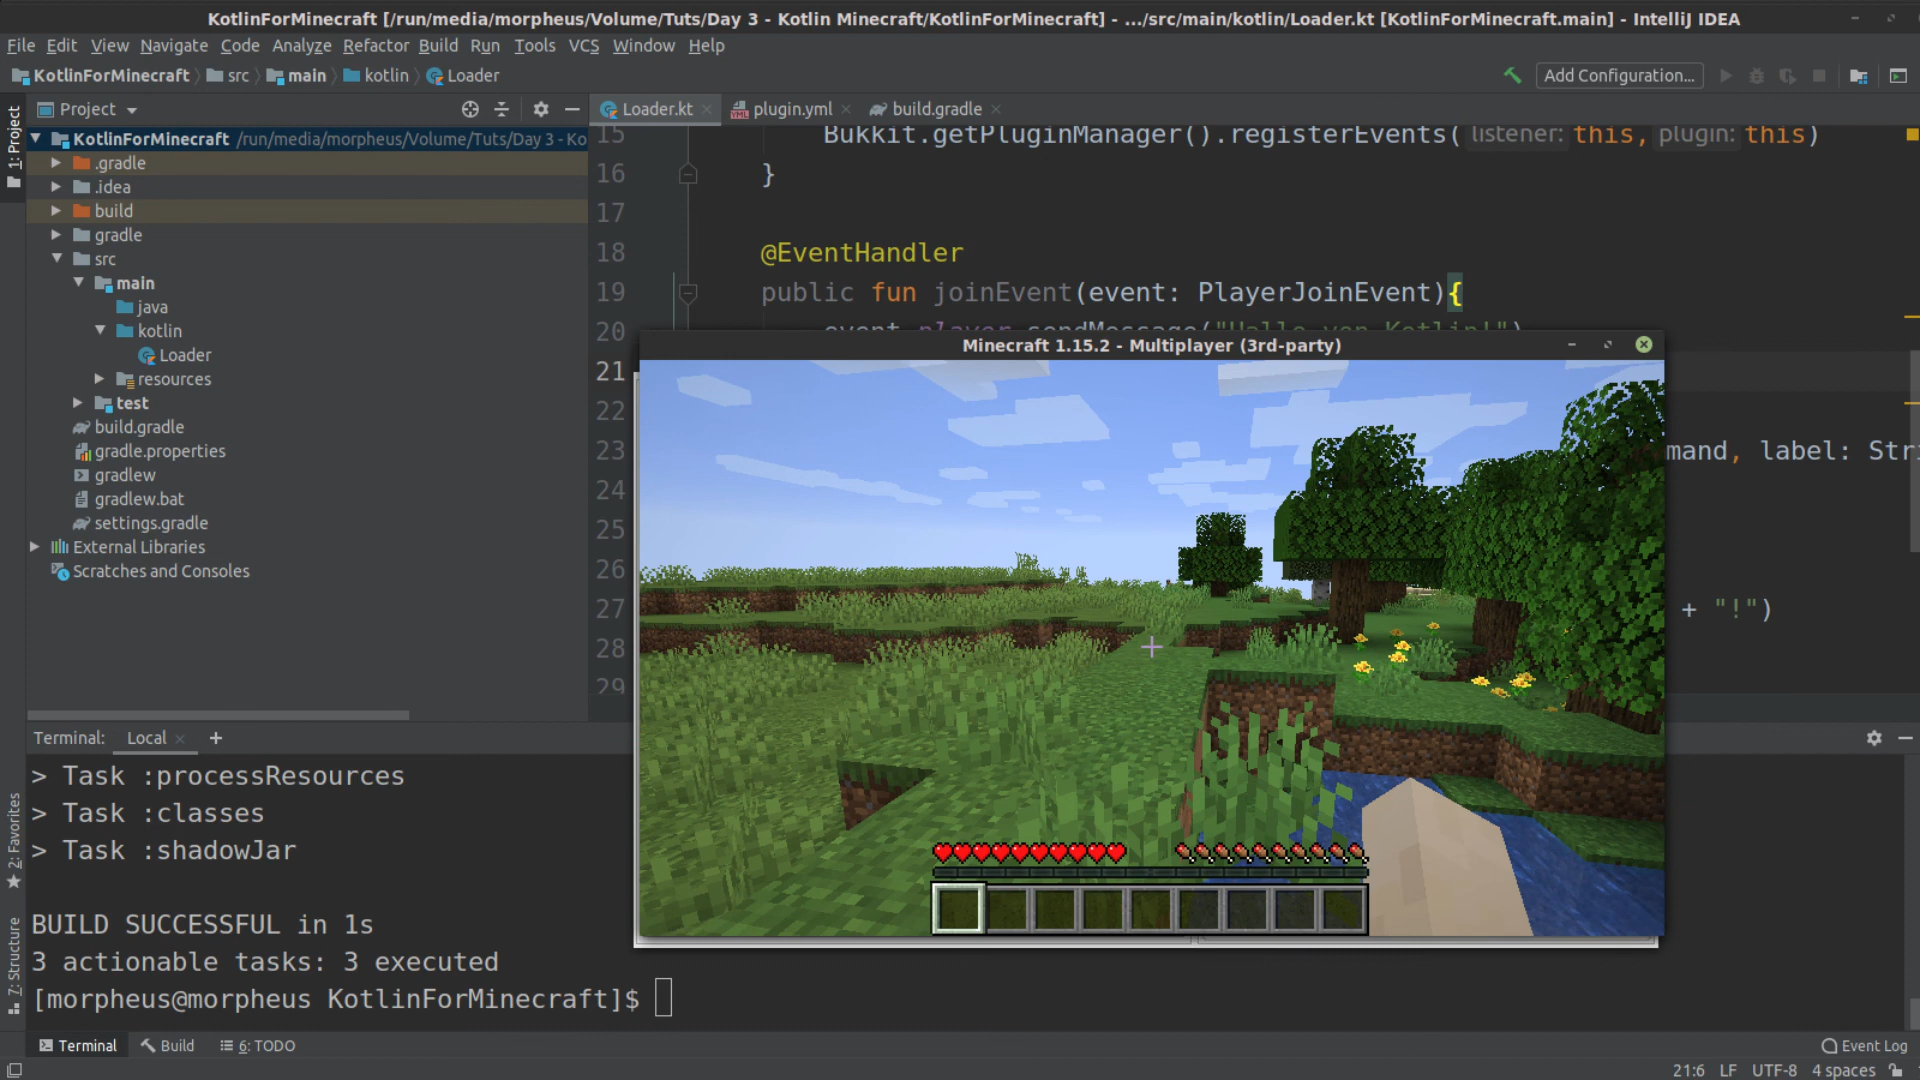 KotlinForMinecraft [/run/media/morpheus/Volume/Tuts/Day 3 - Kotlin Minecraft/KotlinForMinecraft] - .../src/main/kotlin/Loader.kt [KotlinForMinecraft.main] - IntelliJ IDEA
File Edit View Navigate Code Analyze Refactor Build Run Tools VCS Window Help
KotlinForMinecraft src main kotlin Loader
Add Configuration...
1: Project
Project
KotlinForMinecraft /run/media/morpheus/Volume/Tuts/Day 3 - Ko
.gradle
.idea
build
gradle
src
main
java
kotlin
Loader
resources
test
build.gradle
gradle.properties
gradlew
gradlew.bat
settings.gradle
External Libraries
Scratches and Consoles
Loader.kt plugin.yml build.gradle
15 Bukkit.getPluginManager().registerEvents( listener: this, plugin: this)
16 }
17
18 @EventHandler
19 public fun joinEvent(event: PlayerJoinEvent){
20 event.player.sendMessage("Hallo von Kotlin!")
21
22
23 mand, label: Stri
24
25
26
27 + "!")
28
29
Minecraft 1.15.2 - Multiplayer (3rd-party)
Terminal: Local +
> Task :processResources
> Task :classes
> Task :shadowJar
BUILD SUCCESSFUL in 1s
3 actionable tasks: 3 executed
[morpheus@morpheus KotlinForMinecraft]$
2: Favorites
7: Structure
Terminal Build 6: TODO
Event Log
21:6 LF UTF-8 4 spaces